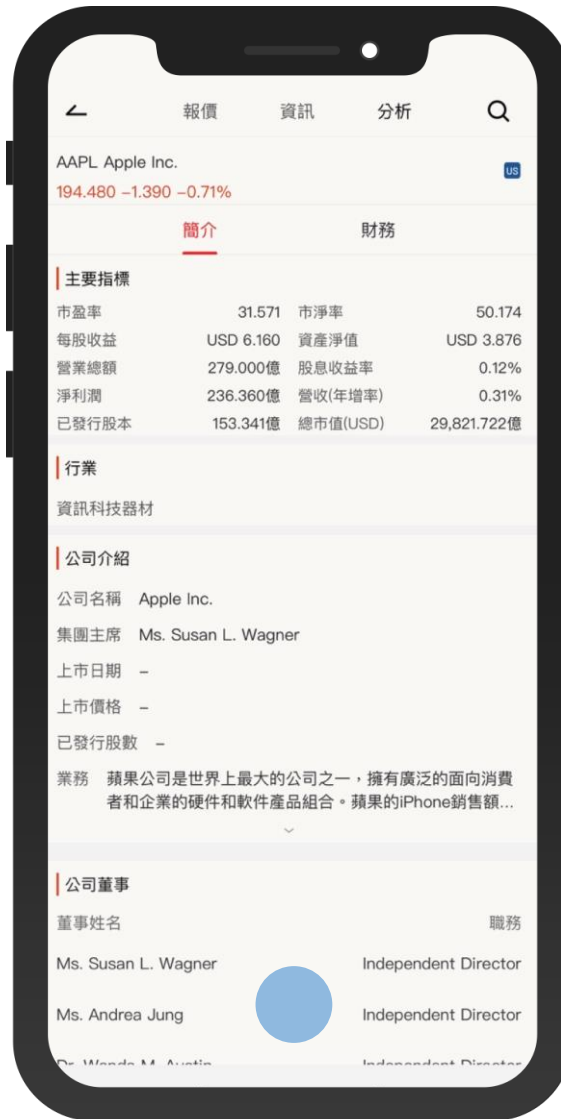 報價 資訊 分析
AAPL Apple Inc.
US
194.480 –1.390 –0.71%
簡介 財務
主要指標
市盈率 31.571 市淨率 50.174
每股收益 USD 6.160 資產淨值 USD 3.876
營業總額 279.000億 股息收益率 0.12%
淨利潤 236.360億 營收(年增率) 0.31%
已發行股本 153.341億 總市值(USD) 29,821.722億
行業
資訊科技器材
公司介紹
公司名稱 Apple Inc.
集團主席 Ms. Susan L. Wagner
上市日期 –
上市價格 –
已發行股數 –
業務 蘋果公司是世界上最大的公司之一，擁有廣泛的面向消費
者和企業的硬件和軟件產品組合。蘋果的iPhone銷售額...
公司董事
董事姓名 職務
Ms. Susan L. Wagner Independent Director
Ms. Andrea Jung Independent Director
Dr. Wanda M. Austin Independent Director